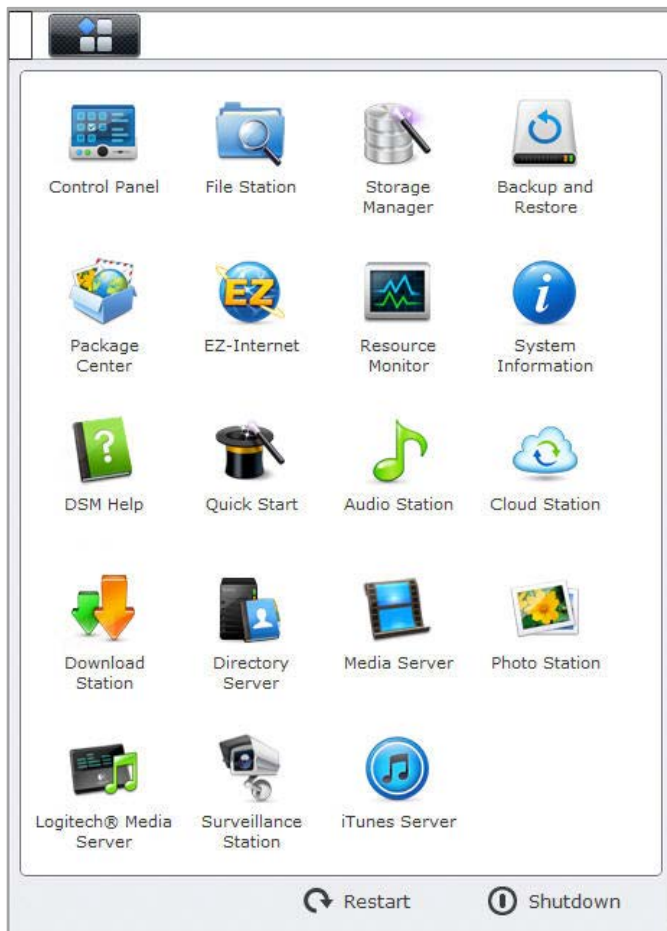 Control Panel
File Station
Storage
Manager
Backup and
Restore
Package
Center
EZ
EZ-Internet
Resource
Monitor
i
System
Information
?
DSM Help
Quick Start
Audio Station
Cloud Station
Download
Station
Directory
Server
Media Server
Photo Station
Logitech® Media
Server
Surveillance
Station
iTunes Server
Restart
Shutdown